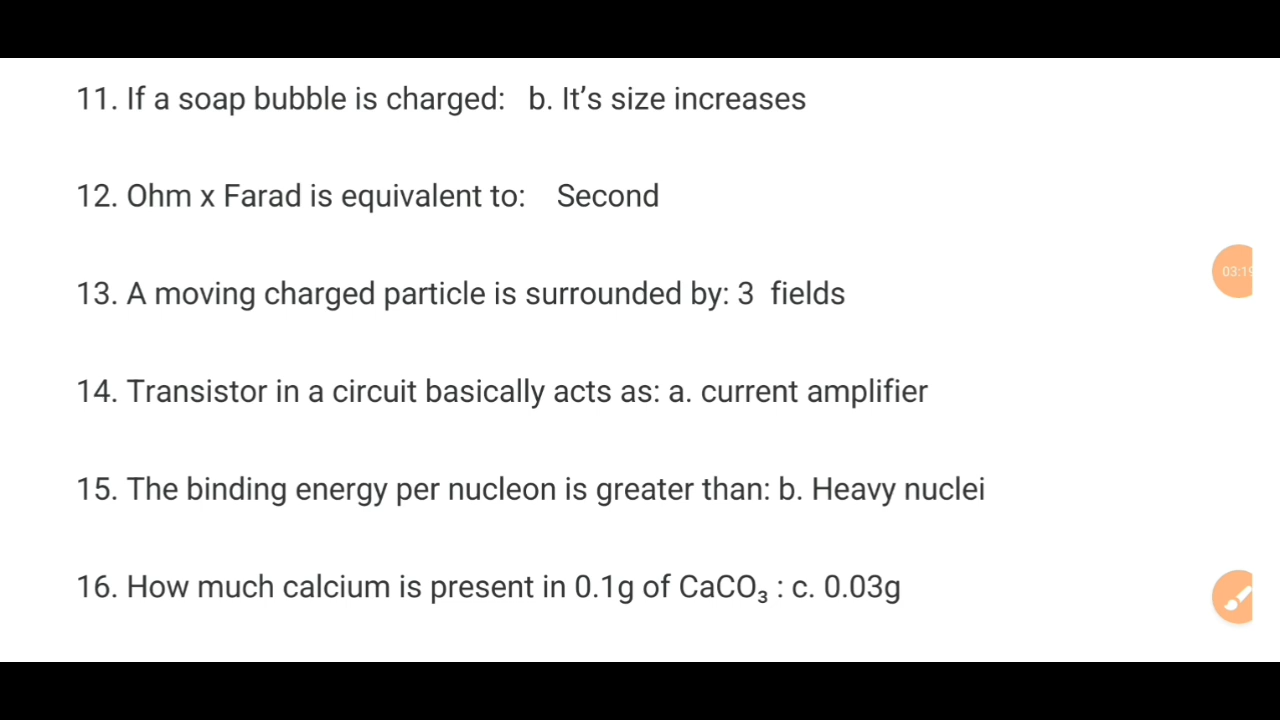 11. If a soap bubble is charged: b. It’s size increases
12. Ohm x Farad is equivalent to: Second
13. A moving charged particle is surrounded by: 3 fields
03:19
14. Transistor in a circuit basically acts as: a. current amplifier
15. The binding energy per nucleon is greater than: b. Heavy nuclei
16. How much calcium is present in 0.1g of CaCO₃ : c. 0.03g